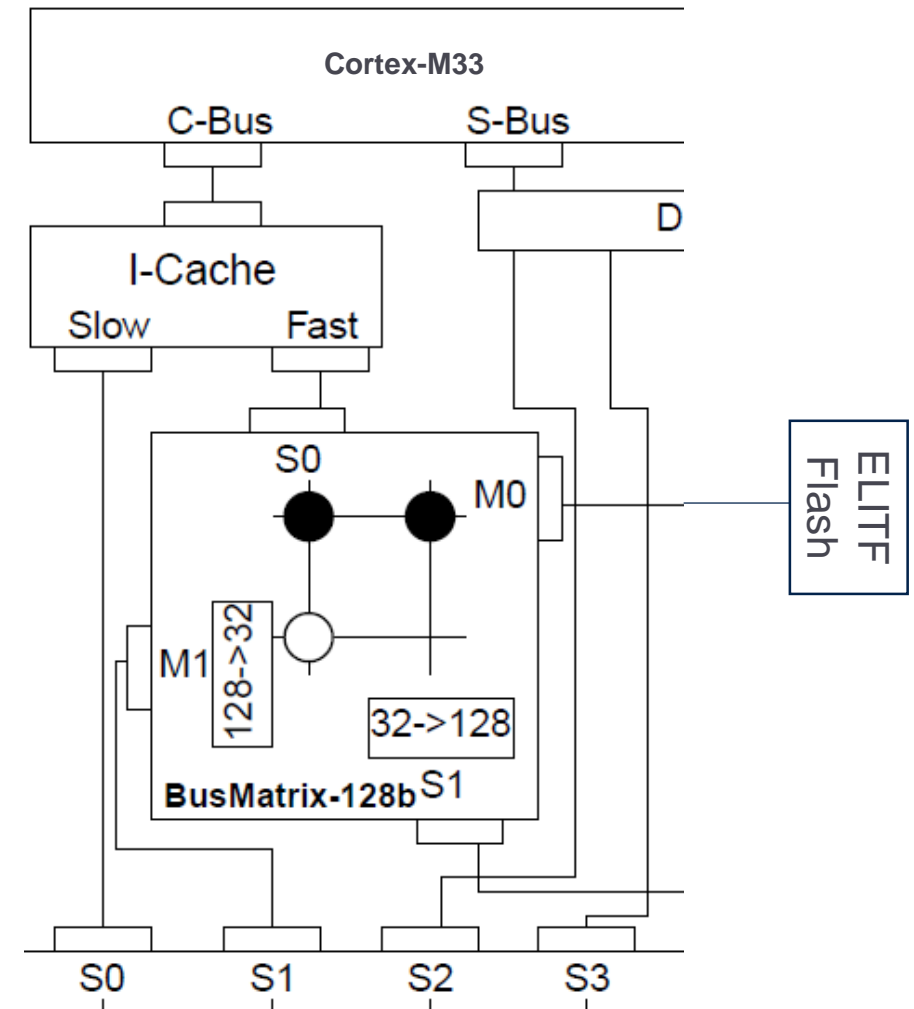 Cortex-M33
C-Bus
S-Bus
D
I-Cache
Slow
Fast
S0
M0
ELITF
Flash
M1
128->32
32->128
BusMatrix-128b
S1
S0
S1
S2
S3